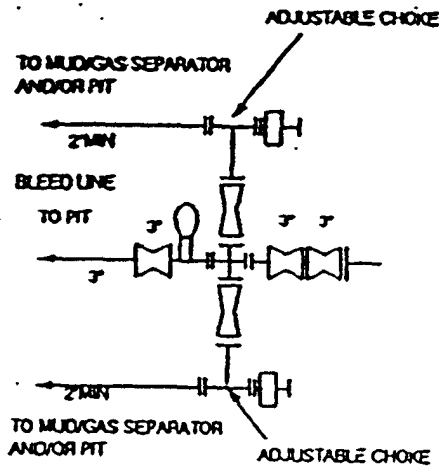 ADJUSTABLE CHOKE
TO MUD/GAS SEPARATOR
AND/OR PIT
2"MIN
BLEED LINE
TO PIT
3"
3"
3"
3"
2"MIN
TO MUD/GAS SEPARATOR
AND/OR PIT
ADJUSTABLE CHOKE